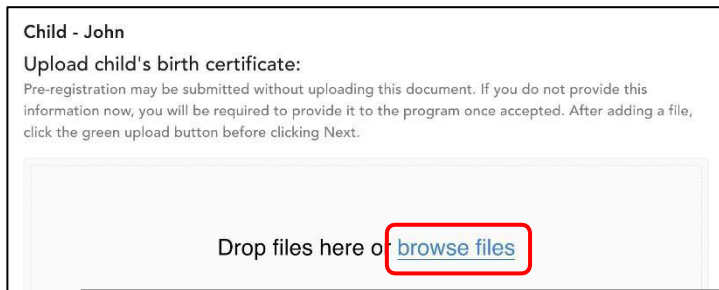 Child - John
Upload child's birth certificate:
Pre-registration may be submitted without uploading this document. If you do not provide this
information now, you will be required to provide it to the program once accepted. After adding a file,
click the green upload button before clicking Next.
Drop files here or browse files